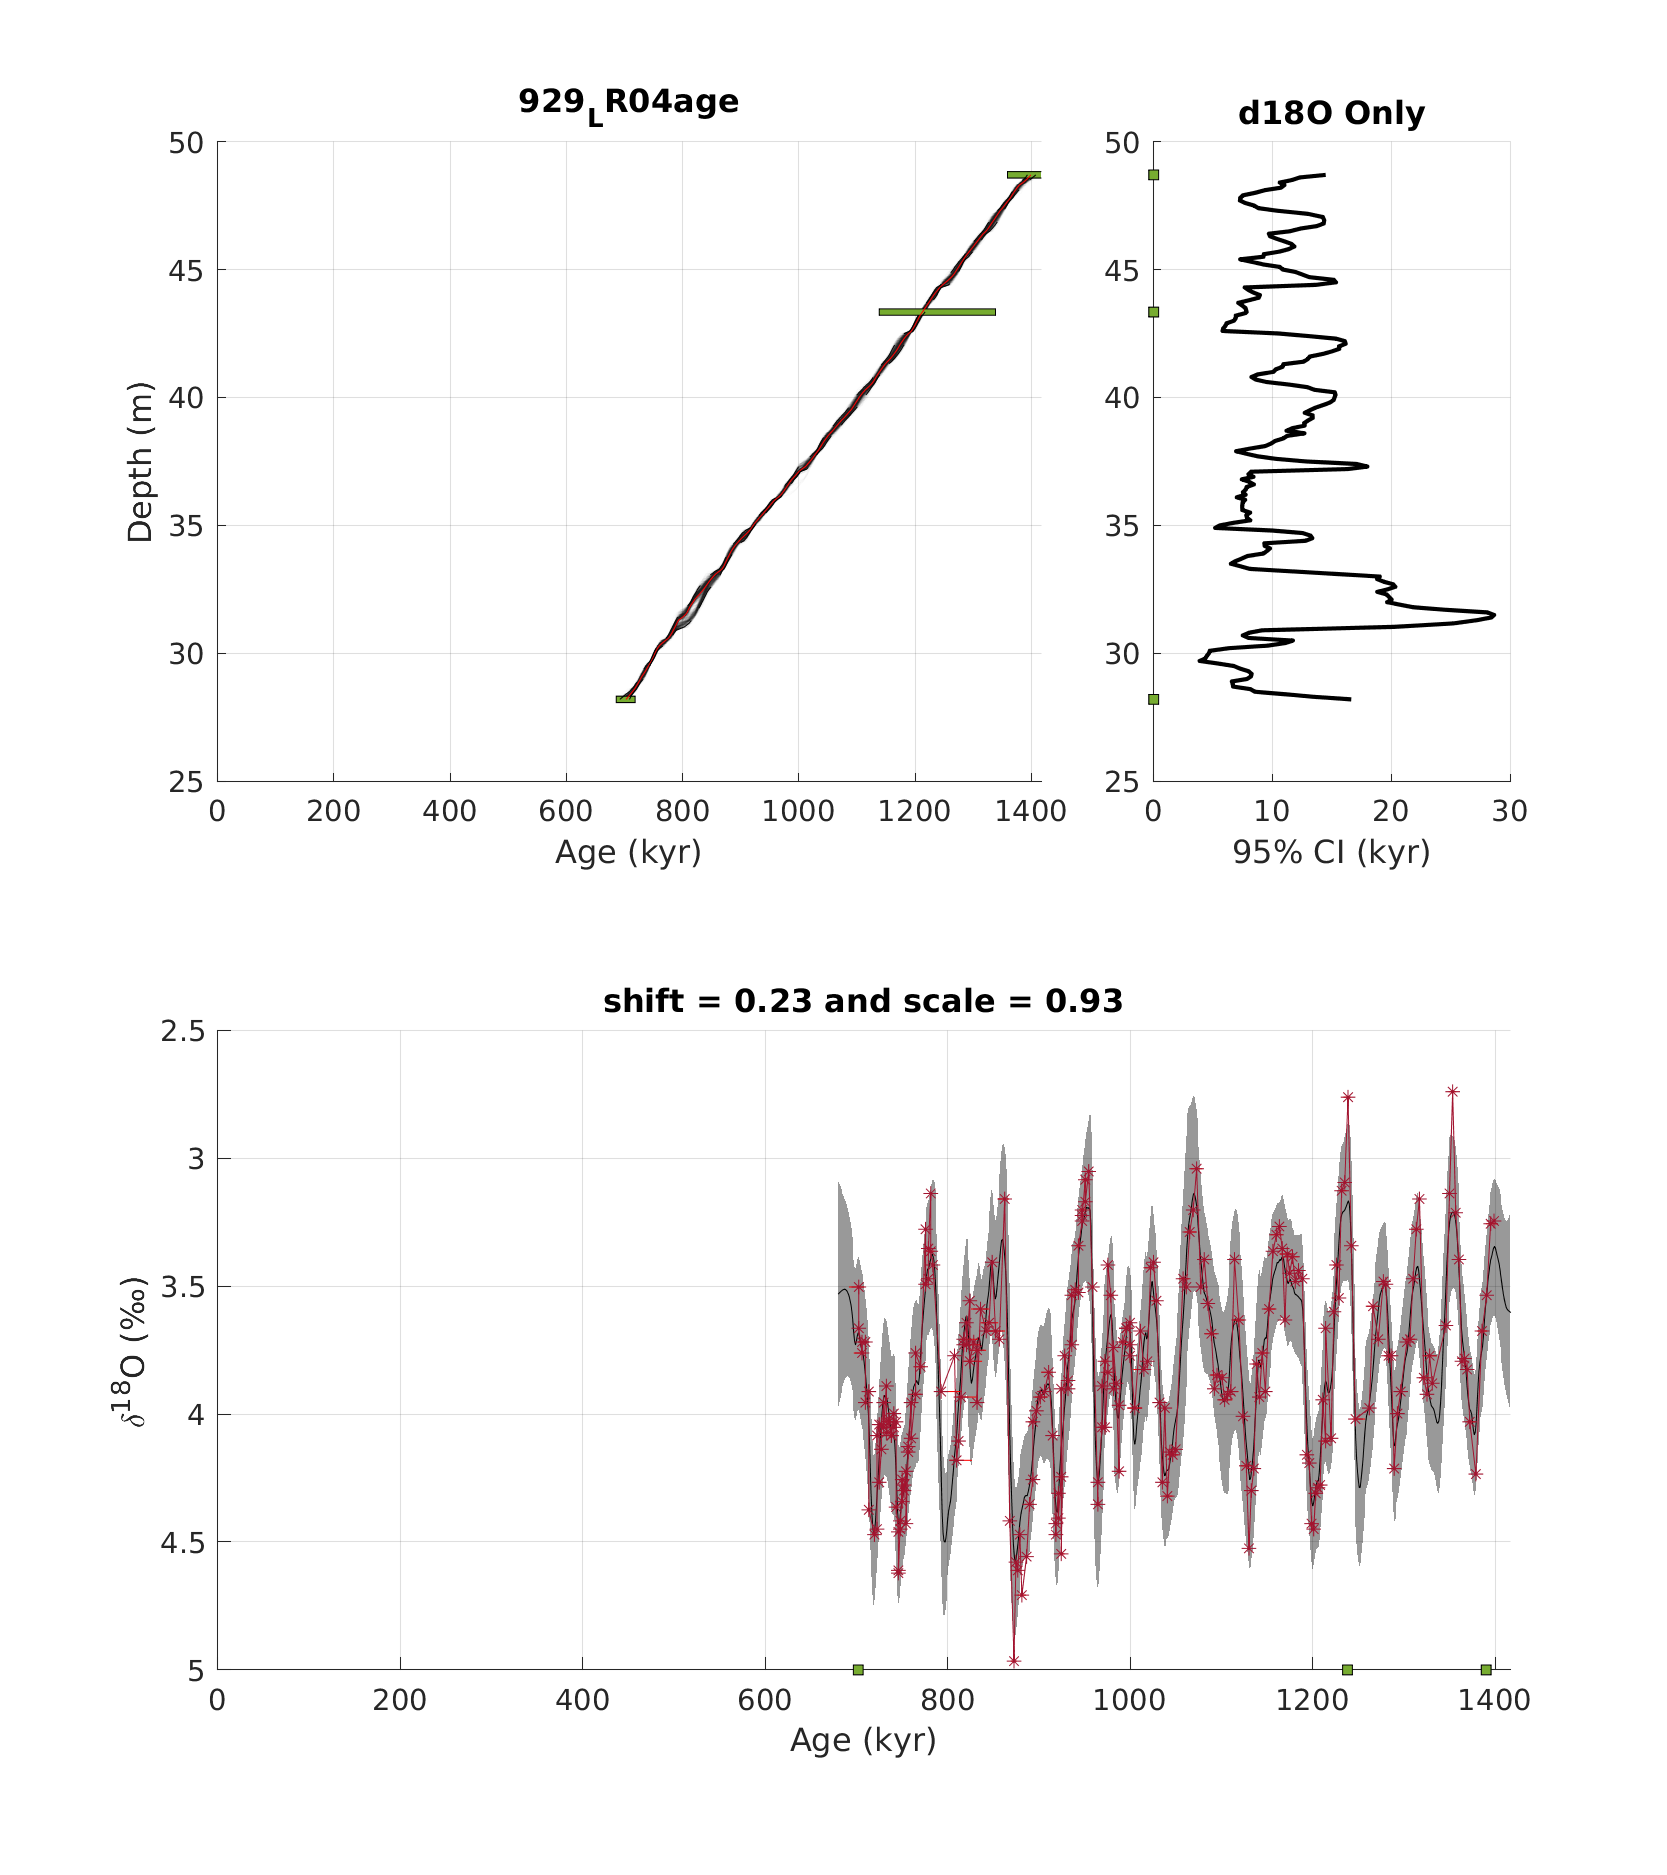 929LR04age
50
45
40
35
30
25
Depth (m)
0 200 400 600 800 1000 1200 1400
Age (kyr)
d18O Only
50
45
40
35
30
25
0 10 20 30
95% CI (kyr)
shift = 0.23 and scale = 0.93
2.5
3
3.5
4
4.5
5
δ18O (‰)
0 200 400 600 800 1000 1200 1400
Age (kyr)